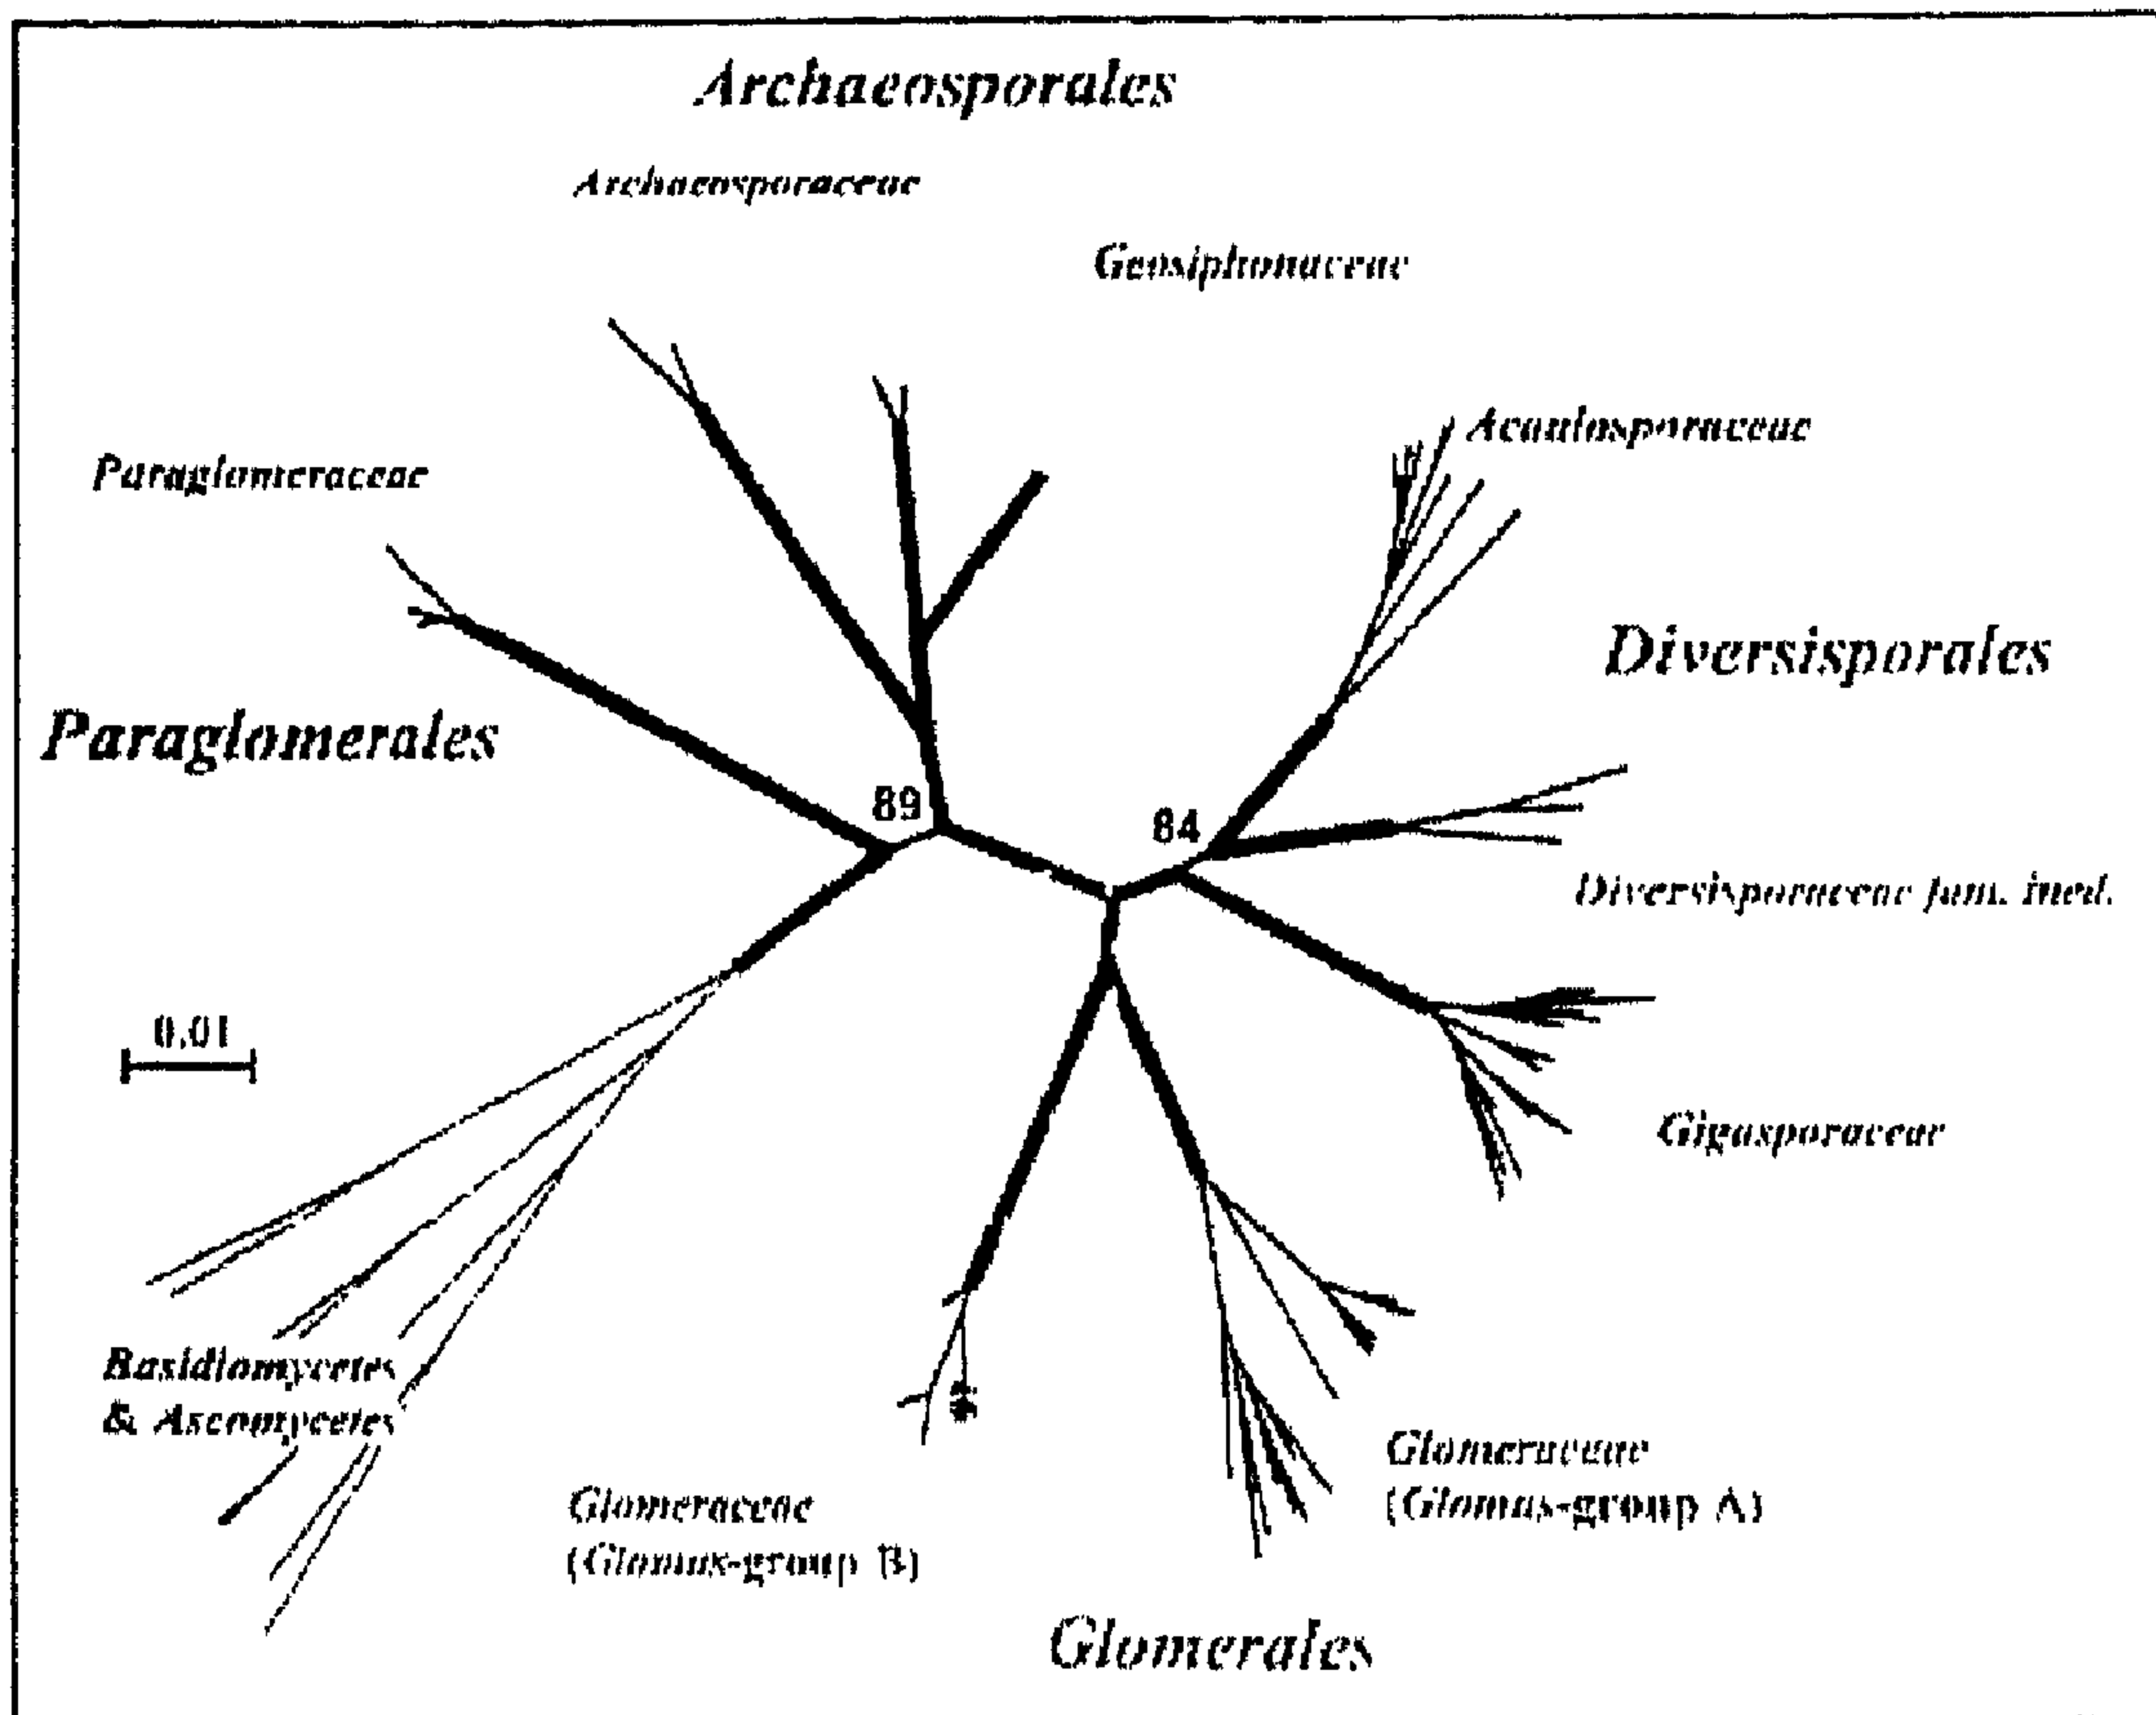 Archaeosporales
Archaeosporaceae
Geosiphonaceae
Acaulosporaceae
Paraglomeraceae
Diversisporales
Paraglomerales
89
84
Diversisporaceae fam. ined.
0.01
Gigasporaceae
Basidiomycetes
& Ascomycetes
Glomeraceae
(Glomus-group A)
Glomeraceae
(Glomus-group B)
Glomerales